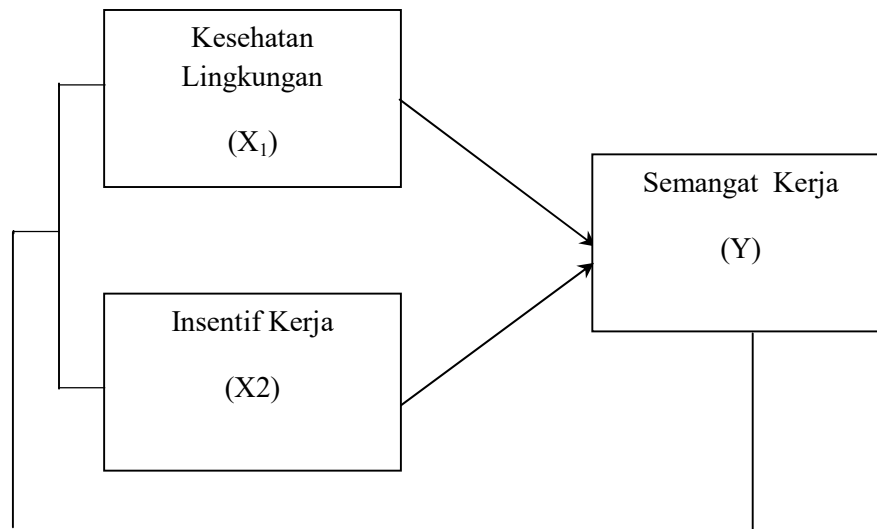 Kesehatan
Lingkungan
(X₁)
Semangat Kerja
(Y)
Insentif Kerja
(X2)